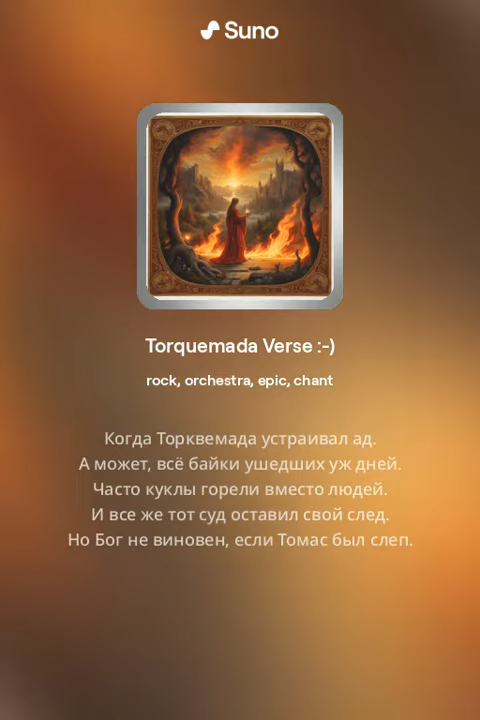 Suno
Torquemada Verse :-)
rock, orchestra, epic, chant
Когда Торквемада устраивал ад.
А может, всё байки ушедших уж дней.
Часто куклы горели вместо людей.
И все же тот суд оставил свой след.
Но Бог не виновен, если Томас был слеп.